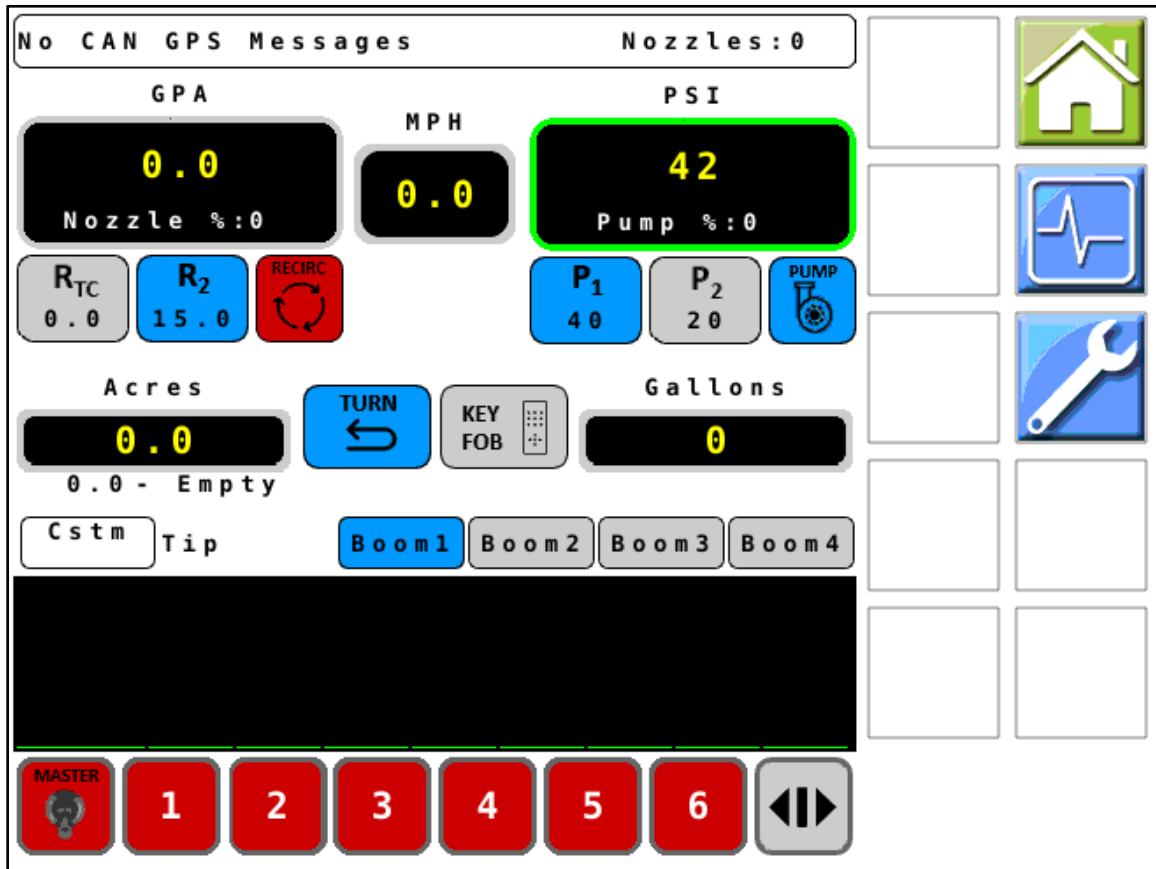 No CAN GPS Messages Nozzles:0
GPA
MPH
PSI
0.0
Nozzle %:0
0.0
42
Pump %:0
RTC
0.0
R2
15.0
RECIRC
P1
40
P2
20
PUMP
Acres
0.0
0.0- Empty
TURN
KEY
FOB
Gallons
0
Cstm Tip
Boom1 Boom2 Boom3 Boom4
MASTER
1 2 3 4 5 6